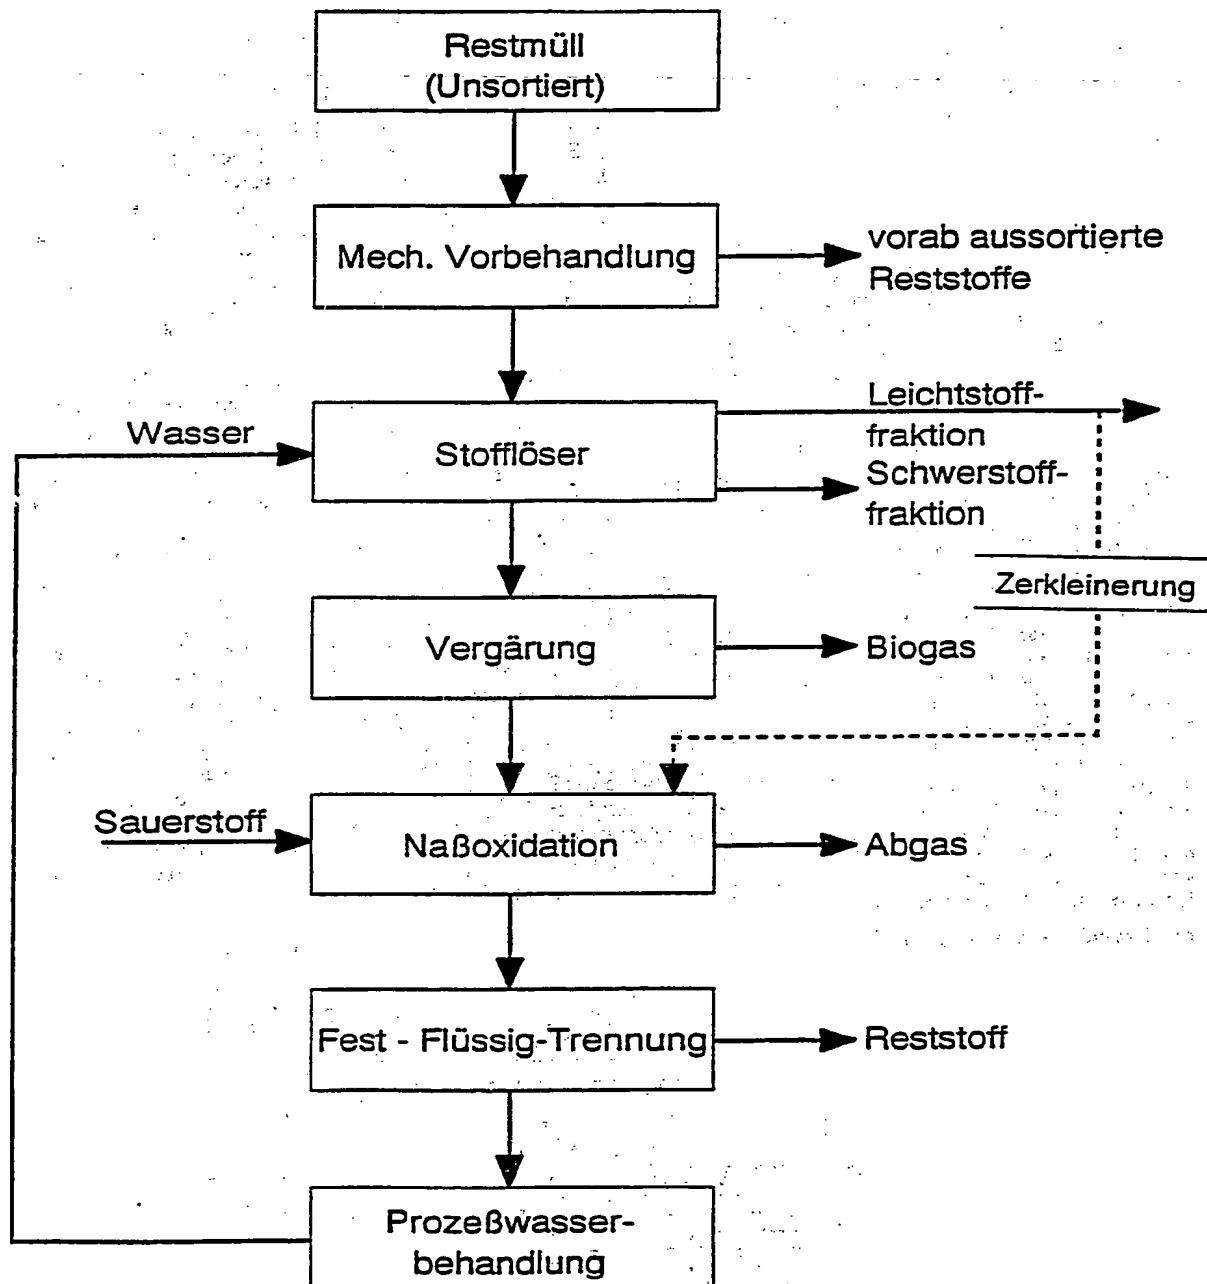 Restmüll
(Unsortiert)
Mech. Vorbehandlung
vorab aussortierte
Reststoffe
Wasser
Stofflöser
Leichtstoff-
fraktion
Schwerstoff-
fraktion
Zerkleinerung
Vergärung
Biogas
Sauerstoff
Naßoxidation
Abgas
Fest - Flüssig-Trennung
Reststoff
Prozeßwasser-
behandlung